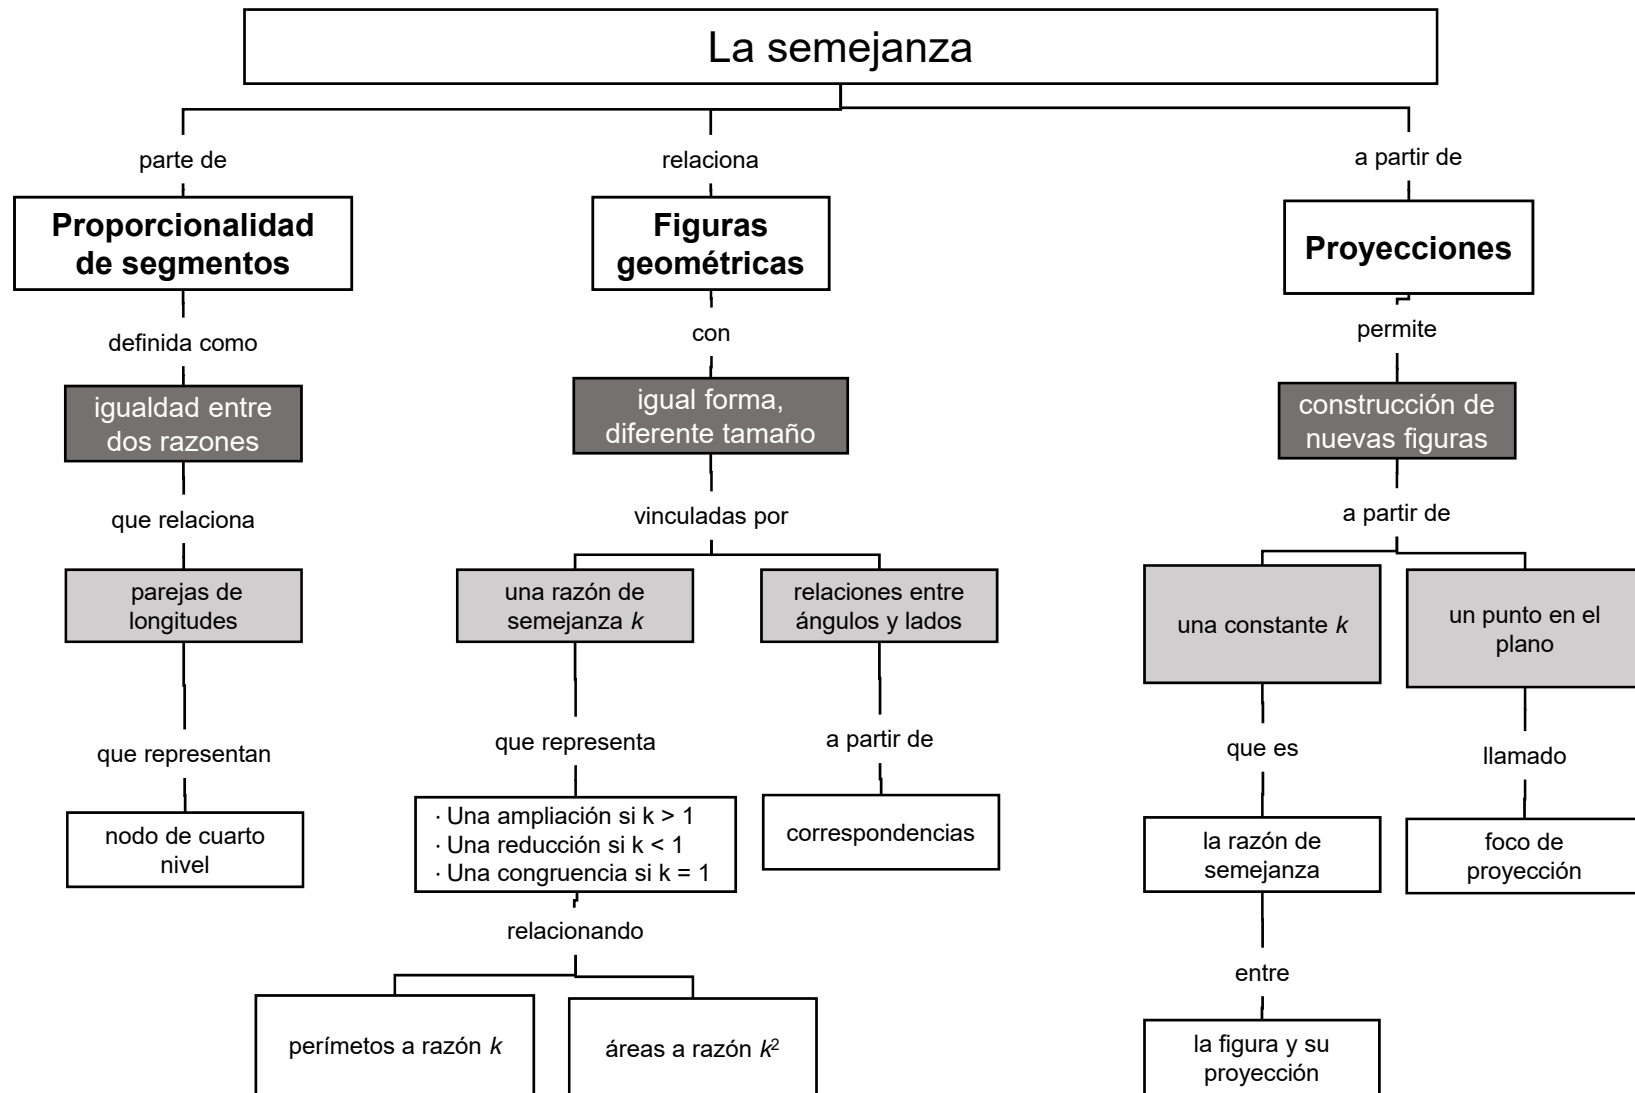 La semejanza
parte de
relaciona
a partir de
Proporcionalidad
de segmentos
Figuras
geométricas
Proyecciones
definida como
con
permite
igualdad entre
dos razones
igual forma,
diferente tamaño
construcción de
nuevas figuras
que relaciona
vinculadas por
a partir de
parejas de
longitudes
una razón de
semejanza k
relaciones entre
ángulos y lados
una constante k
un punto en el
plano
que representan
que representa
a partir de
que es
llamado
nodo de cuarto
nivel
· Una ampliación si k > 1
· Una reducción si k < 1
· Una congruencia si k = 1
correspondencias
la razón de
semejanza
foco de
proyección
relacionando
entre
perímetos a razón k
áreas a razón k²
la figura y su
proyección